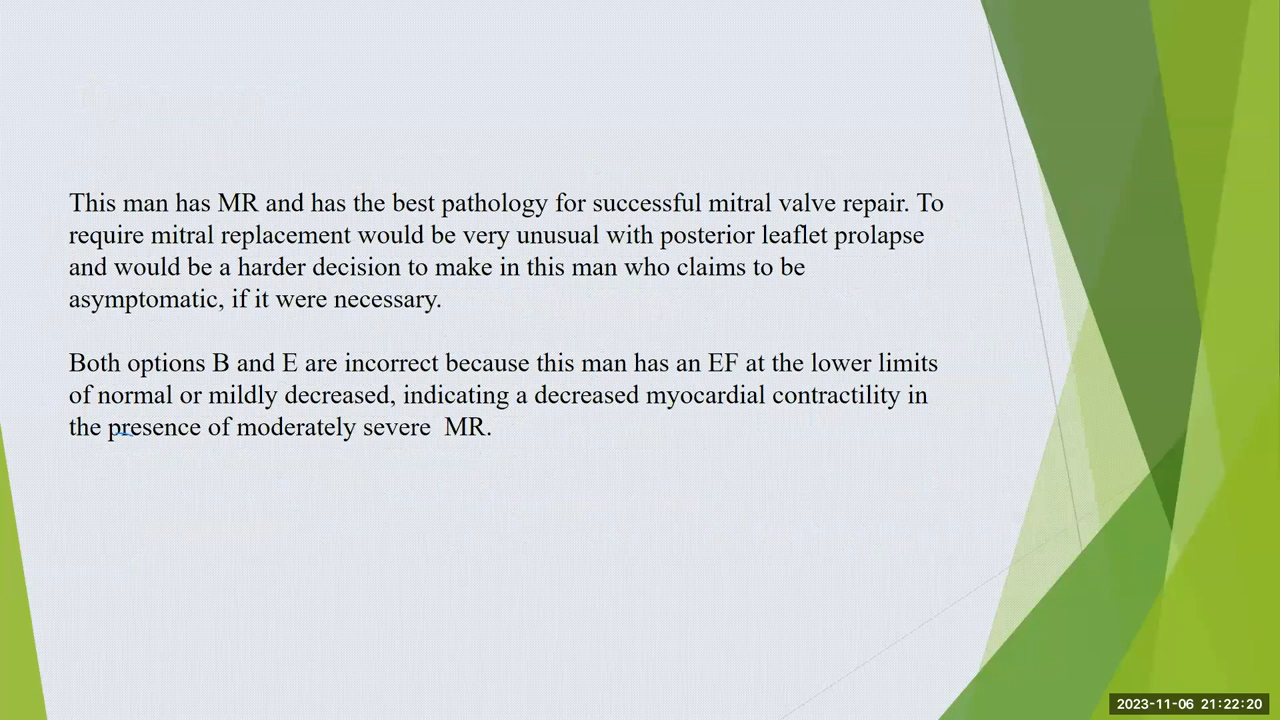 This man has MR and has the best pathology for successful mitral valve repair. To
require mitral replacement would be very unusual with posterior leaflet prolapse
and would be a harder decision to make in this man who claims to be
asymptomatic, if it were necessary.
Both options B and E are incorrect because this man has an EF at the lower limits
of normal or mildly decreased, indicating a decreased myocardial contractility in
the presence of moderately severe  MR.
2023-11-06 21:22:20